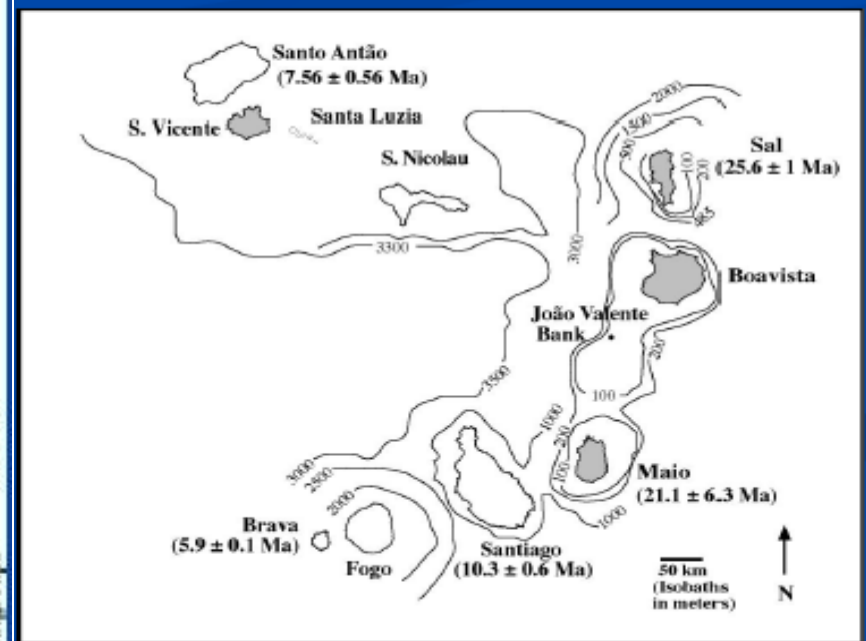 Santo Antão
(7.56 ± 0.56 Ma)
S. Vicente
Santa Luzia
S. Nicolau
2000
1500
500
Sal
(25.6 ± 1 Ma)
100
200
3300
3000
Boavista
João Valente
Bank
200
100
3500
1000
200
100
Maio
(21.1 ± 6.3 Ma)
1000
3000
2500
2000
Brava
(5.9 ± 0.1 Ma)
Fogo
Santiago
(10.3 ± 0.6 Ma)
50 km
(Isobaths
in meters)
N